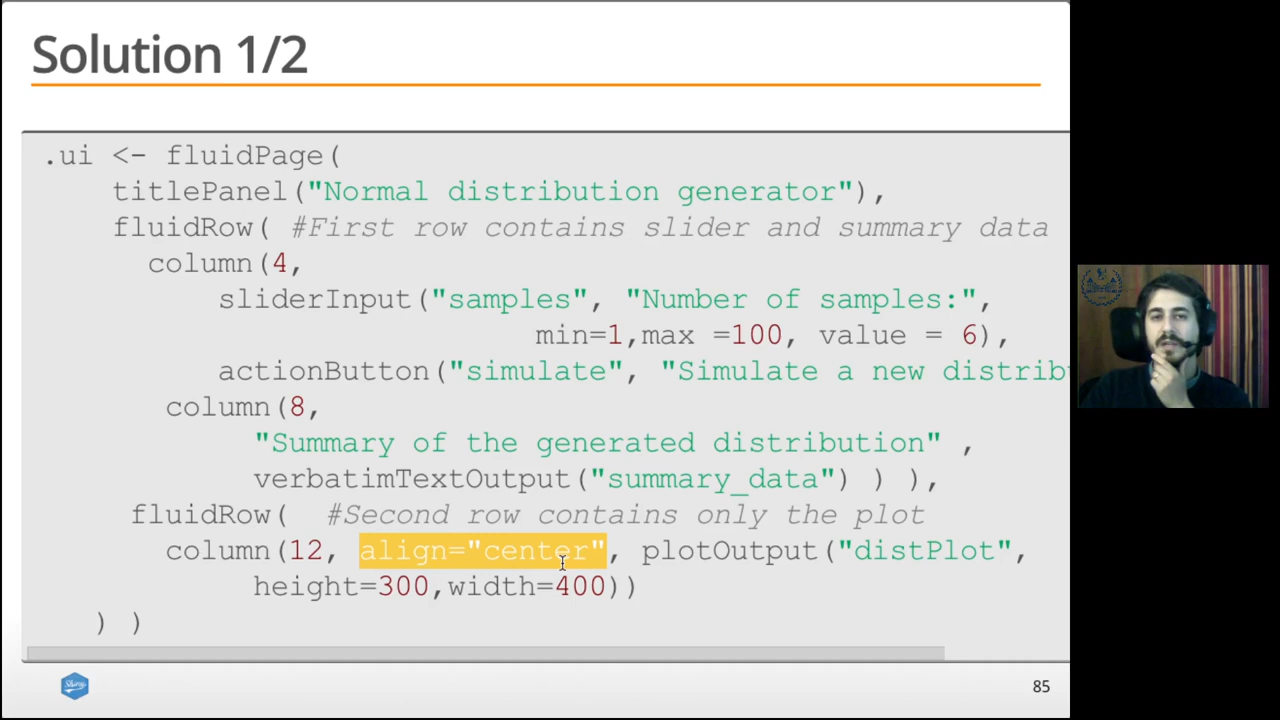 Solution 1/2
.ui <- fluidPage(
titlePanel("Normal distribution generator"),
fluidRow( #First row contains slider and summary data
column(4,
sliderInput("samples", "Number of samples:",
min=1,max =100, value = 6),
actionButton("simulate", "Simulate a new distrib
column(8,
"Summary of the generated distribution" ,
verbatimTextOutput("summary_data") ) ),
fluidRow(  #Second row contains only the plot
column(12, align="center", plotOutput("distPlot",
height=300,width=400))
) )
Shiny
85